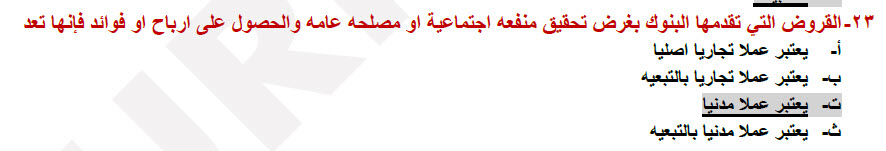 ٢٣- القروض التي تقدمها البنوك بغرض تحقيق منفعه اجتماعية او مصلحه عامه والحصول على ارباح او فوائد فإنها تعد
أ- يعتبر عملا تجاريا اصليا
ب- يعتبر عملا تجاريا بالتبعيه
ت- يعتبر عملا مدنيا
ث- يعتبر عملا مدنيا بالتبعيه